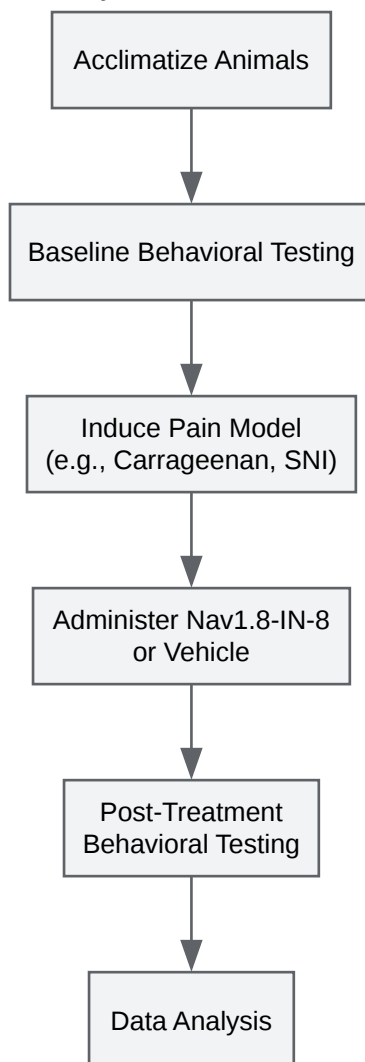 Acclimatize Animals
Baseline Behavioral Testing
Induce Pain Model
(e.g., Carrageenan, SNI)
Administer Nav1.8-IN-8
or Vehicle
Post-Treatment
Behavioral Testing
Data Analysis